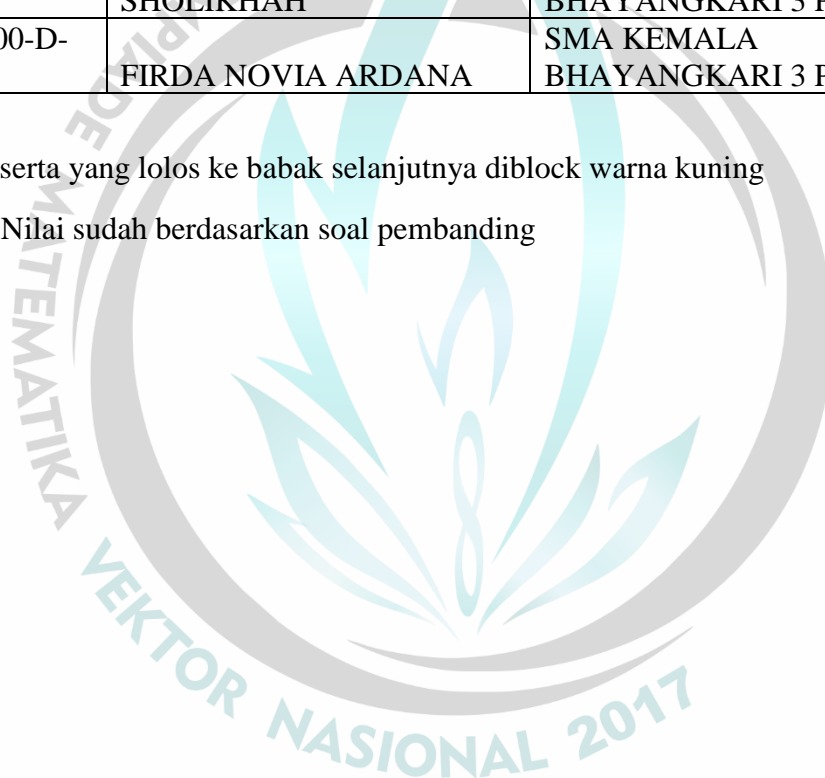 SHOLIKHAH BHAYANGKARI 3 P
00-D- SMA KEMALA
FIRDA NOVIA ARDANA BHAYANGKARI 3 P
serta yang lolos ke babak selanjutnya diblock warna kuning
Nilai sudah berdasarkan soal pembanding
PIADE MATEMATIKA VEKTOR NASIONAL 2017